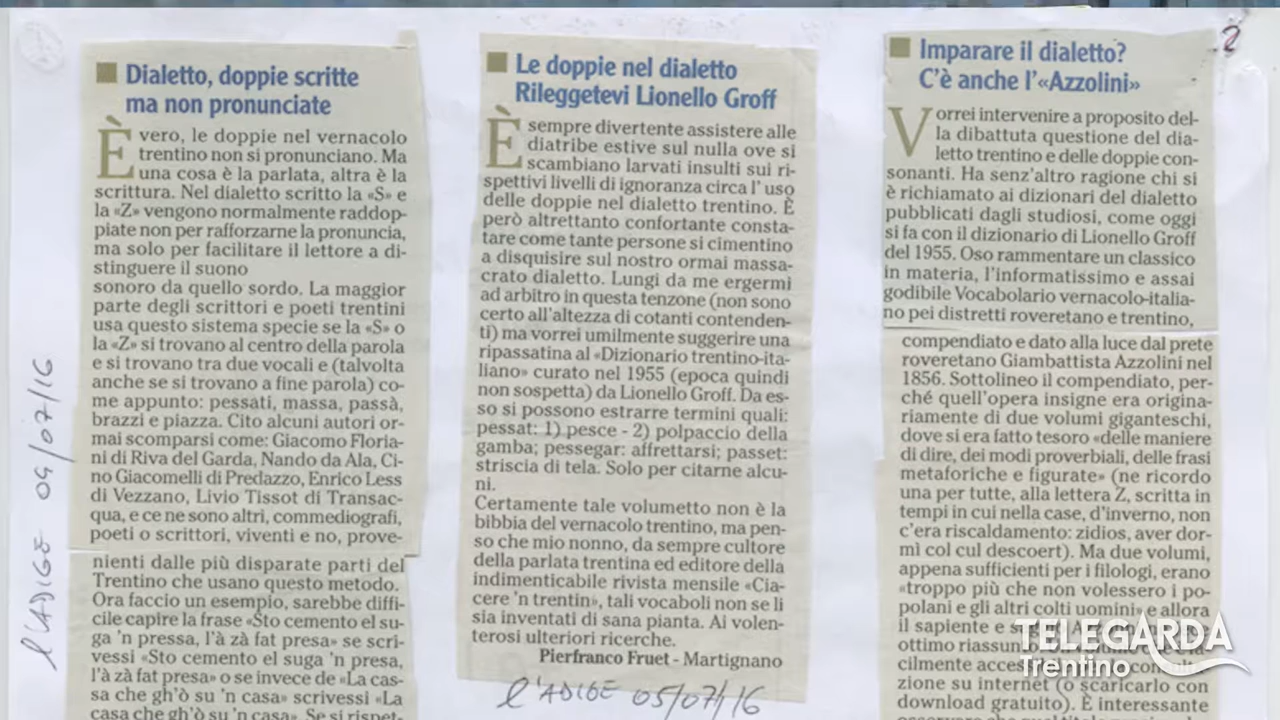 Dialetto, doppie scritte
ma non pronunciate
È vero, le doppie nel vernacolo
trentino non si pronunciano. Ma
una cosa è la parlata, altra è la
scrittura. Nel dialetto scritto la «S» e
la «Z» vengono normalmente raddop-
piate non per rafforzarne la pronuncia,
ma solo per facilitare il lettore a di-
stinguere il suono
sonoro da quello sordo. La maggior
parte degli scrittori e poeti trentini
usa questo sistema specie se la «S» o
la «Z» si trovano al centro della parola
e si trovano tra due vocali e (talvolta
anche se si trovano a fine parola) co-
me appunto: pessati, massa, passà,
brazzi e piazza. Cito alcuni autori or-
mai scomparsi come: Giacomo Floria-
ni di Riva del Garda, Nando da Ala, Ci-
no Giacomelli di Predazzo, Enrico Less
di Vezzano, Livio Tissot di Transac-
qua, e ce ne sono altri, commediografi,
poeti o scrittori, viventi e no, prove-
nienti dalle più disparate parti del
Trentino che usano questo metodo.
Ora faccio un esempio, sarebbe diffi-
cile capire la frase «Sto cemento el su-
ga 'n pressa, l'à zà fat presa» se scri-
vessi «Sto cemento el suga 'n presa,
l'à zà fat presa» o se invece de «La cas-
sa che gh'ò su 'n casa» scrivessi «La
casa che gh'ò su 'n casa». Se si rispet-
l'ADIGE 09/07/16
Le doppie nel dialetto
Rileggetevi Lionello Groff
È sempre divertente assistere alle
diatribe estive sul nulla ove si
scambiano larvati insulti sui ri-
spettivi livelli di ignoranza circa l' uso
delle doppie nel dialetto trentino. È
però altrettanto confortante consta-
tare come tante persone si cimentino
a disquisire sul nostro ormai massa-
crato dialetto. Lungi da me ergermi
ad arbitro in questa tenzone (non sono
certo all'altezza di cotanti contenden-
ti) ma vorrei umilmente suggerire una
ripassatina al «Dizionario trentino-ita-
liano» curato nel 1955 (epoca quindi
non sospetta) da Lionello Groff. Da es-
so si possono estrarre termini quali:
pessat: 1) pesce - 2) polpaccio della
gamba; pessegar: affrettarsi; passet:
striscia di tela. Solo per citarne alcu-
ni.
Certamente tale volumetto non è la
bibbia del vernacolo trentino, ma pen-
so che mio nonno, da sempre cultore
della parlata trentina ed editore della
indimenticabile rivista mensile «Cia-
cere 'n trentin», tali vocaboli non se li
sia inventati di sana pianta. Ai volen-
terosi ulteriori ricerche.
Pierfranco Fruet - Martignano
l'ADIGE 05/07/16
2
Imparare il dialetto?
C'è anche l'«Azzolini»
Vorrei intervenire a proposito del-
la dibattuta questione del dia-
letto trentino e delle doppie con-
sonanti. Ha senz'altro ragione chi si
è richiamato ai dizionari del dialetto
pubblicati dagli studiosi, come oggi
si fa con il dizionario di Lionello Groff
del 1955. Oso rammentare un classico
in materia, l'informatissimo e assai
godibile Vocabolario vernacolo-italia-
no pei distretti roveretano e trentino,
compendiato e dato alla luce dal prete
roveretano Giambattista Azzolini nel
1856. Sottolineo il compendiato, per-
ché quell'opera insigne era origina-
riamente di due volumi giganteschi,
dove si era fatto tesoro «delle maniere
di dire, dei modi proverbiali, delle frasi
metaforiche e figurate» (ne ricordo
una per tutte, alla lettera Z, scritta in
tempi in cui nella case, d'inverno, non
c'era riscaldamento: zidios, aver dor-
mì col cul descoert). Ma due volumi,
appena sufficienti per i filologi, erano
«troppo più che non volessero i po-
polani e gli altri colti uomini» e allora
il sapiente e
ottimo riassun
cilmente acces
zione su internet (o scaricarlo con
download gratuito). È interessante
TELEGARDA
Trentino